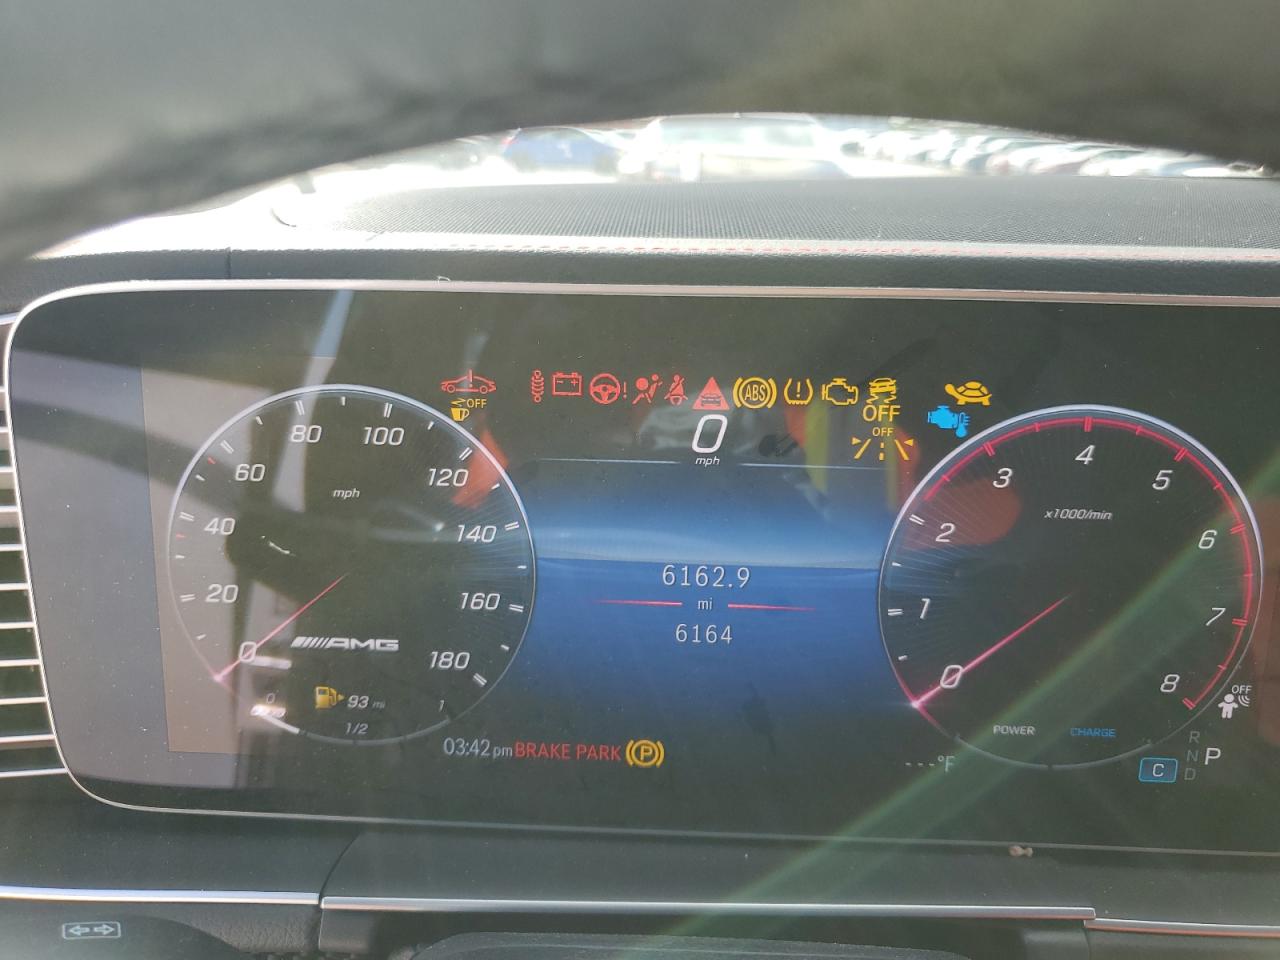 OFF
ABS
OFF
OFF
0
mph
80
100
60
120
mph
40
140
20
160
0
AMG
180
0
93 mi
1
1/2
6162.9
mi
6164
4
3
5
x1000/min
2
6
1
7
0
8
OFF
POWER
CHARGE
03:42 pm BRAKE PARK P
---°F
C
R
N
D
P